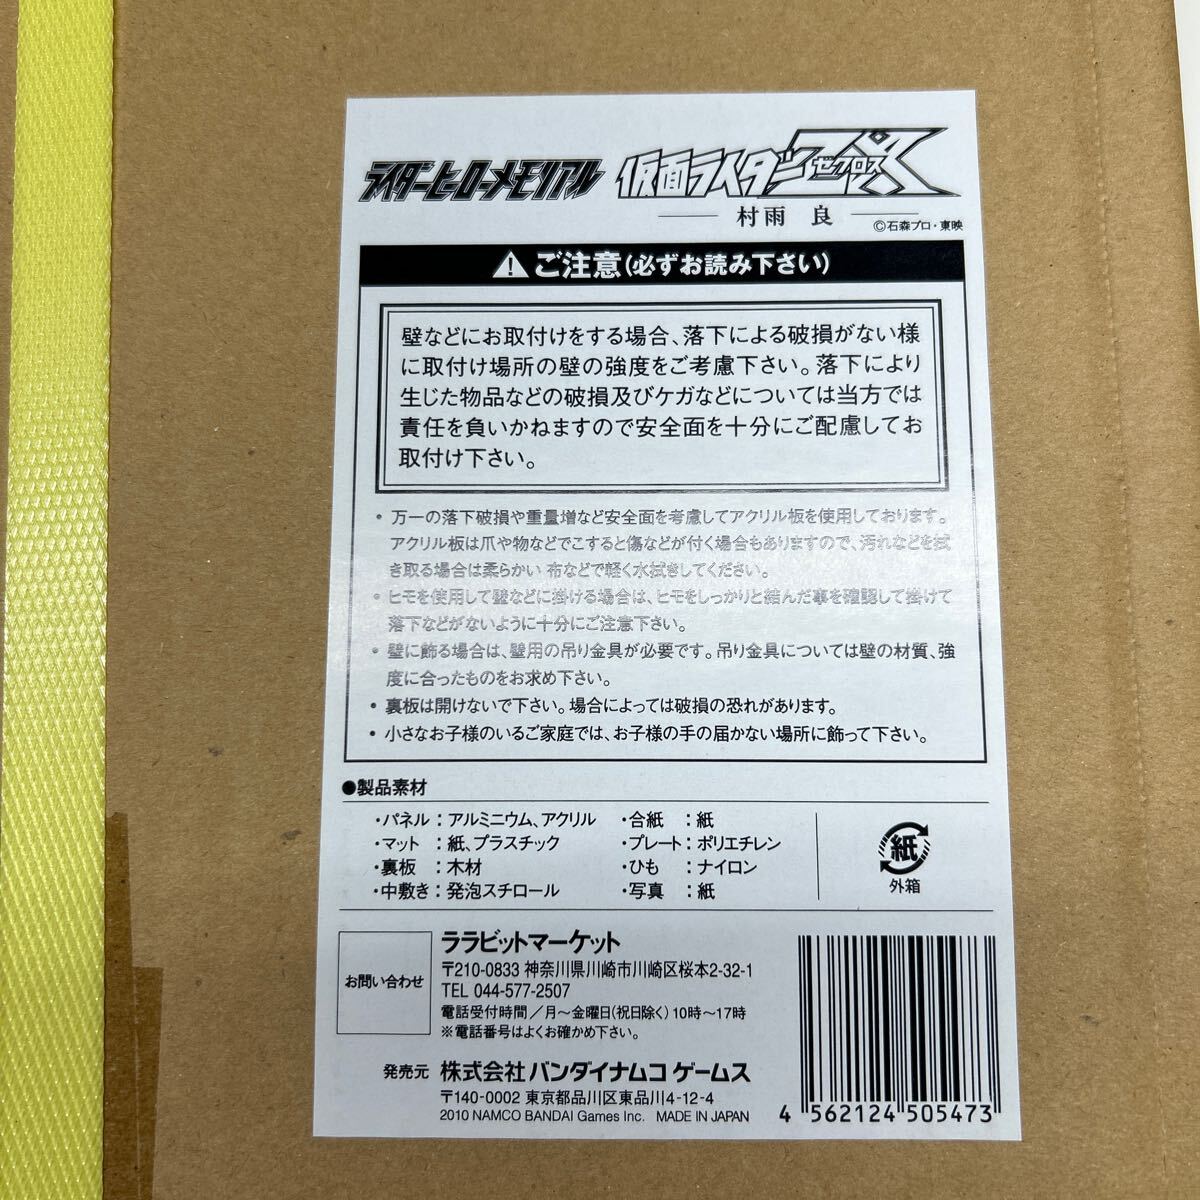 ライダーヒーローメモリアル 仮面ライダーZX ゼクロス
村雨 良
©石森プロ・東映
ご注意(必ずお読み下さい)
壁などにお取付けをする場合、落下による破損がない様
に取付け場所の壁の強度をご考慮下さい。落下により
生じた物品などの破損及びケガなどについては当方では
責任を負いかねますので安全面を十分にご配慮してお
取付け下さい。
・万一の落下破損や重量増など安全面を考慮してアクリル板を使用しております。
アクリル板は爪や物などでこすると傷などが付く場合もありますので、汚れなどを拭
き取る場合は柔らかい 布などで軽く水拭きしてください。
・ヒモを使用して壁などに掛ける場合は、ヒモをしっかりと結んだ事を確認して掛けて
落下などがないように十分にご注意下さい。
・壁に飾る場合は、壁用の吊り金具が必要です。吊り金具については壁の材質、強
度に合ったものをお求め下さい。
・裏板は開けないで下さい。場合によっては破損の恐れがあります。
・小さなお子様のいるご家庭では、お子様の手の届かない場所に飾って下さい。
●製品素材
・パネル：アルミニウム、アクリル ・合紙：紙
・マット：紙、プラスチック ・プレート：ポリエチレン
・裏板：木材 ・ひも：ナイロン
・中敷き：発泡スチロール ・写真：紙
紙
外箱
お問い合わせ
ララビットマーケット
〒210-0833 神奈川県川崎市川崎区桜本2-32-1
TEL 044-577-2507
電話受付時間／月～金曜日(祝日除く)10時～17時
※電話番号はよくお確かめ下さい。
発売元 株式会社バンダイナムコゲームス
〒140-0002 東京都品川区東品川4-12-4
2010 NAMCO BANDAI Games Inc. MADE IN JAPAN
4 562124 505473